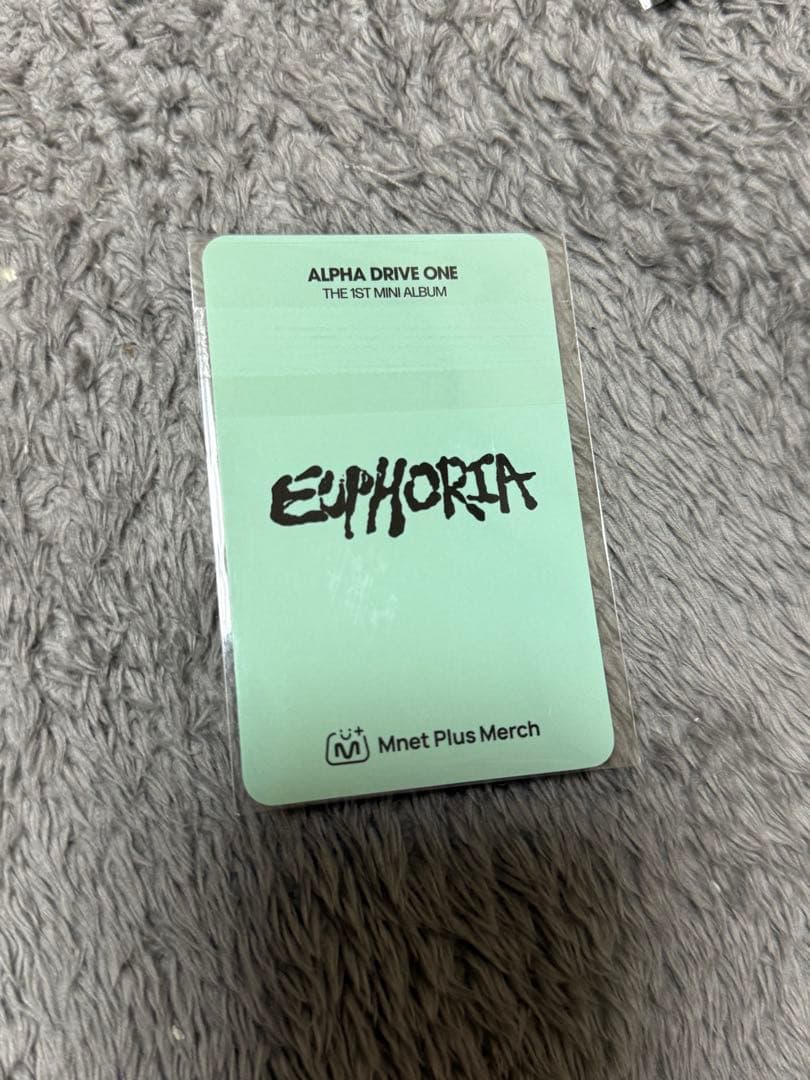 ALPHA DRIVE ONE
THE 1ST MINI ALBUM
EUPHORIA
M Mnet Plus Merch